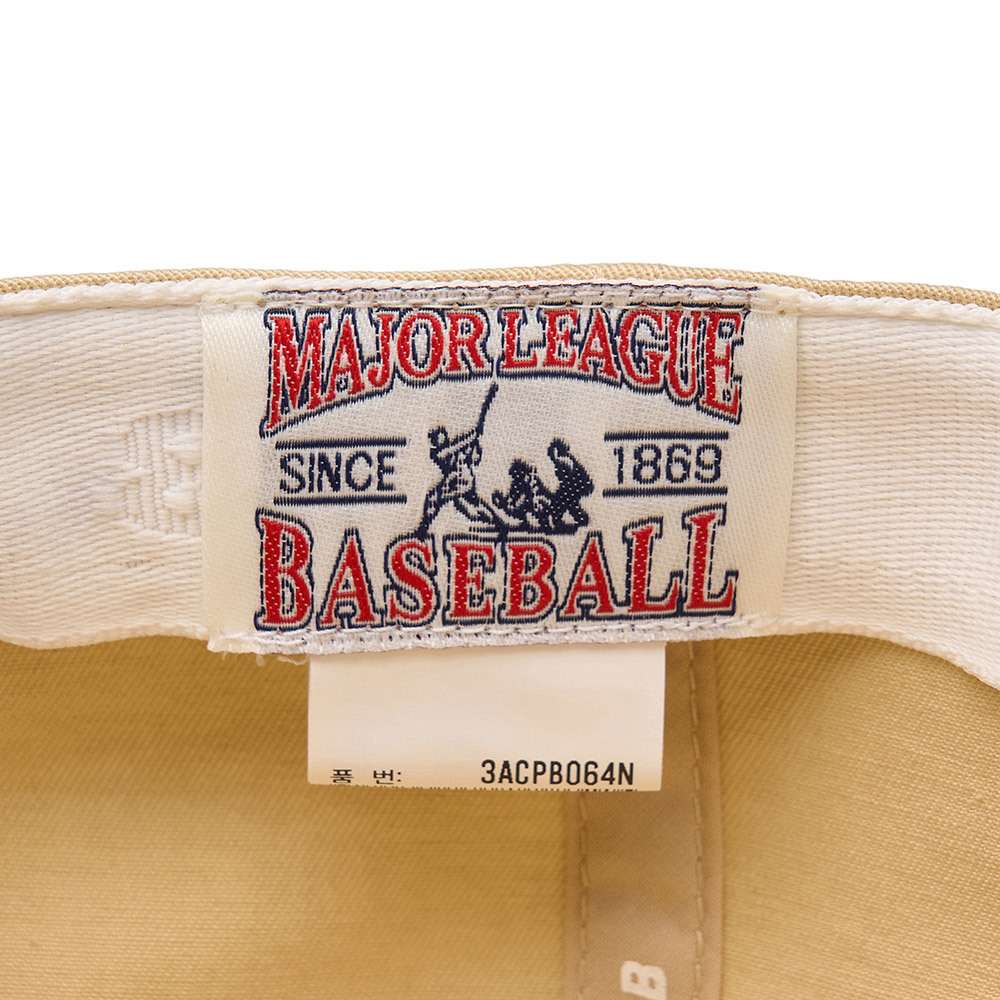 MAJOR LEAGUE
SINCE 1869
BASEBALL
품 번: 3ACPB064N
B